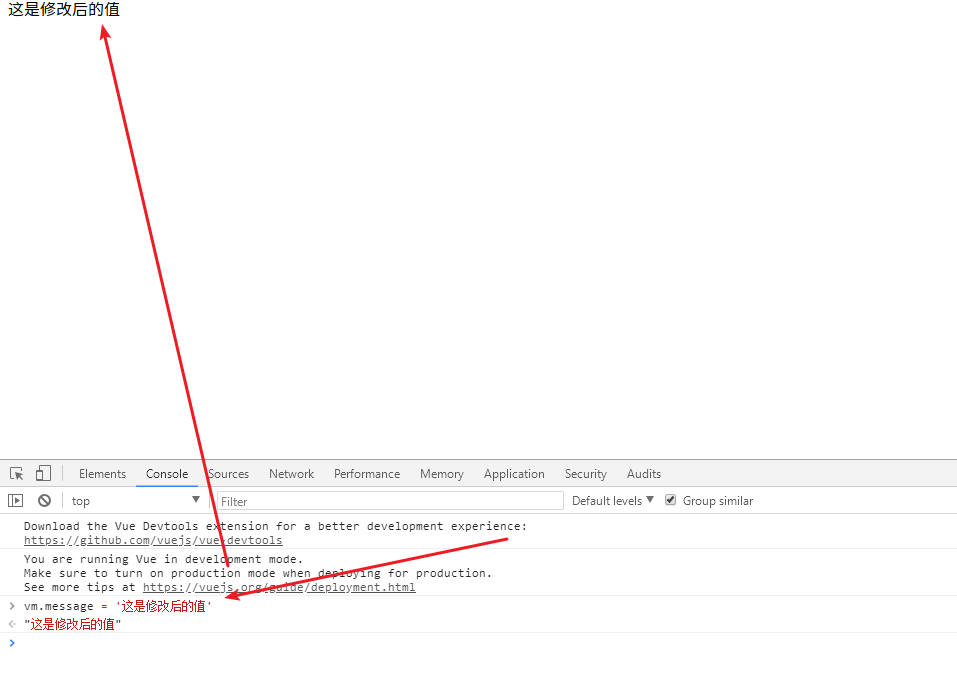 这是修改后的值
Elements Console Sources Network Performance Memory Application Security Audits
top Filter Default levels Group similar
Download the Vue Devtools extension for a better development experience:
https://github.com/vuejs/vue-devtools
You are running Vue in development mode.
Make sure to turn on production mode when deploying for production.
See more tips at https://vuejs.org/guide/deployment.html
vm.message = '这是修改后的值'
"这是修改后的值"